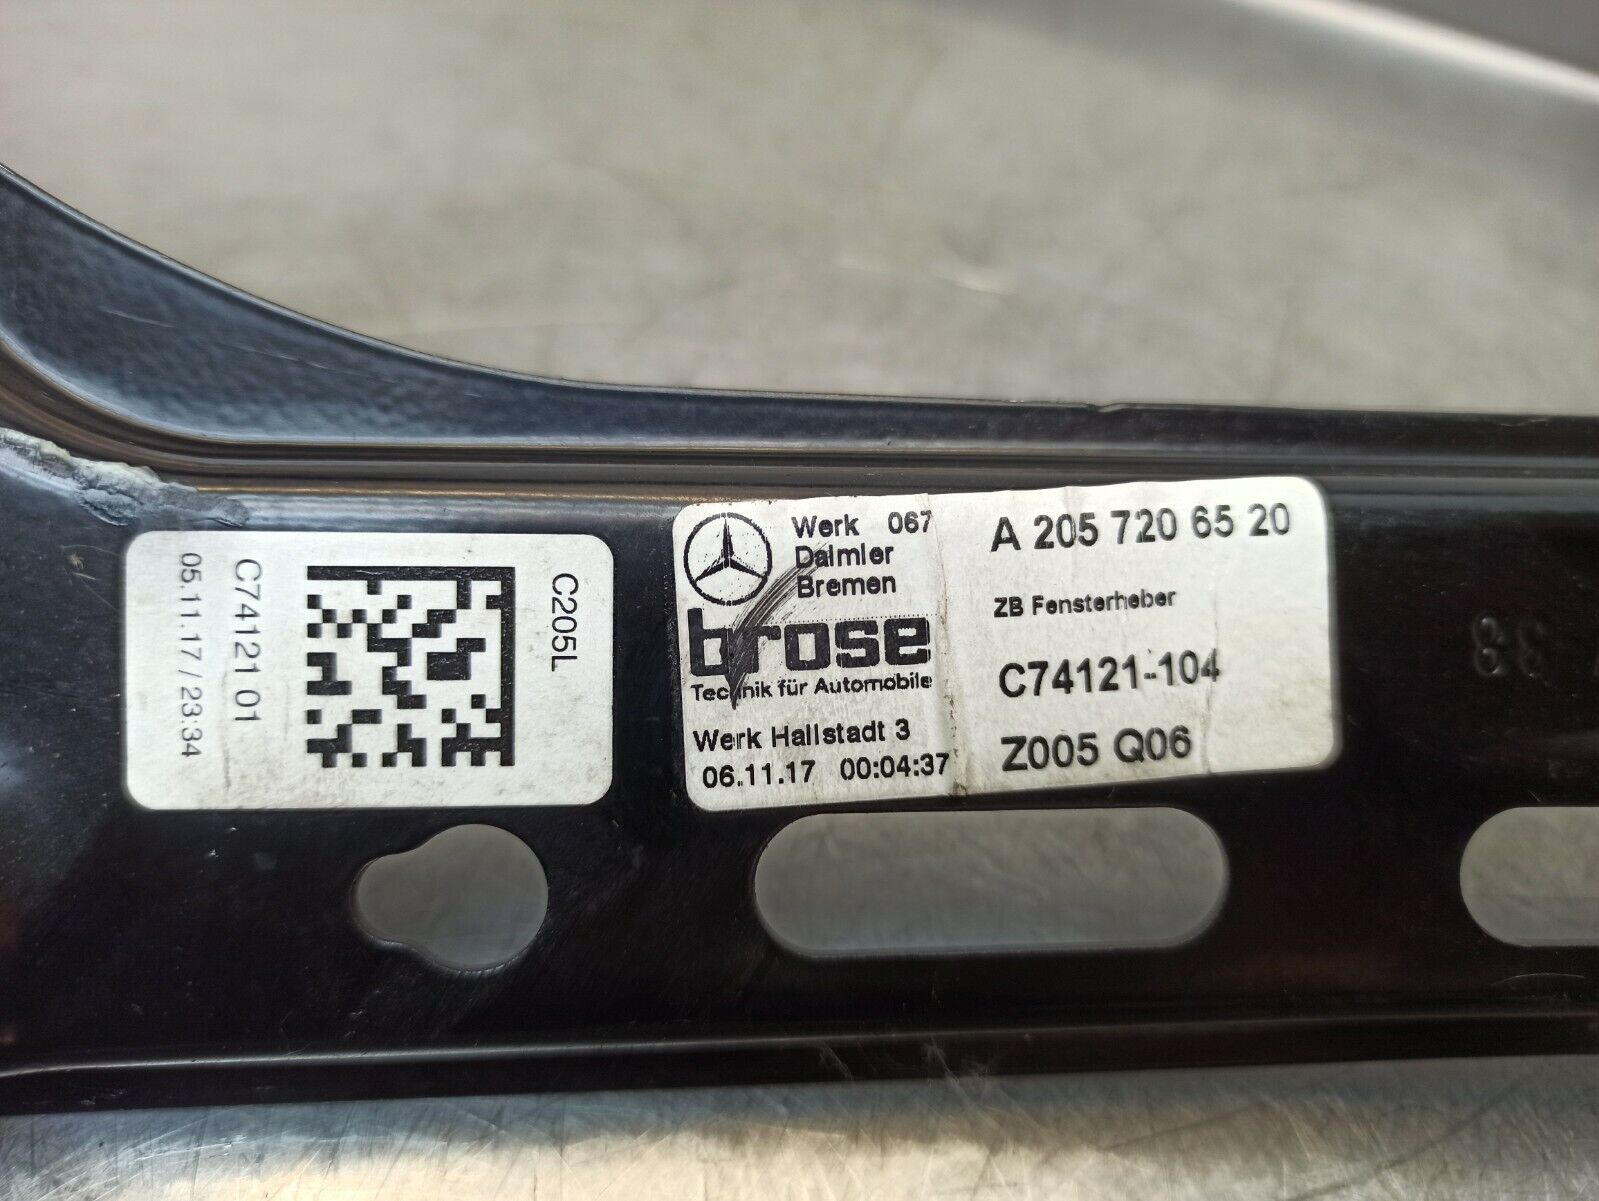 C205L
C74121 01
05.11.17 / 23:34
Werk 067
Daimler
Bremen
brose
Technik für Automobile
Werk Hallstadt 3
06.11.17 00:04:37
A 205 720 65 20
ZB Fensterheber
C74121-104
Z005 Q06